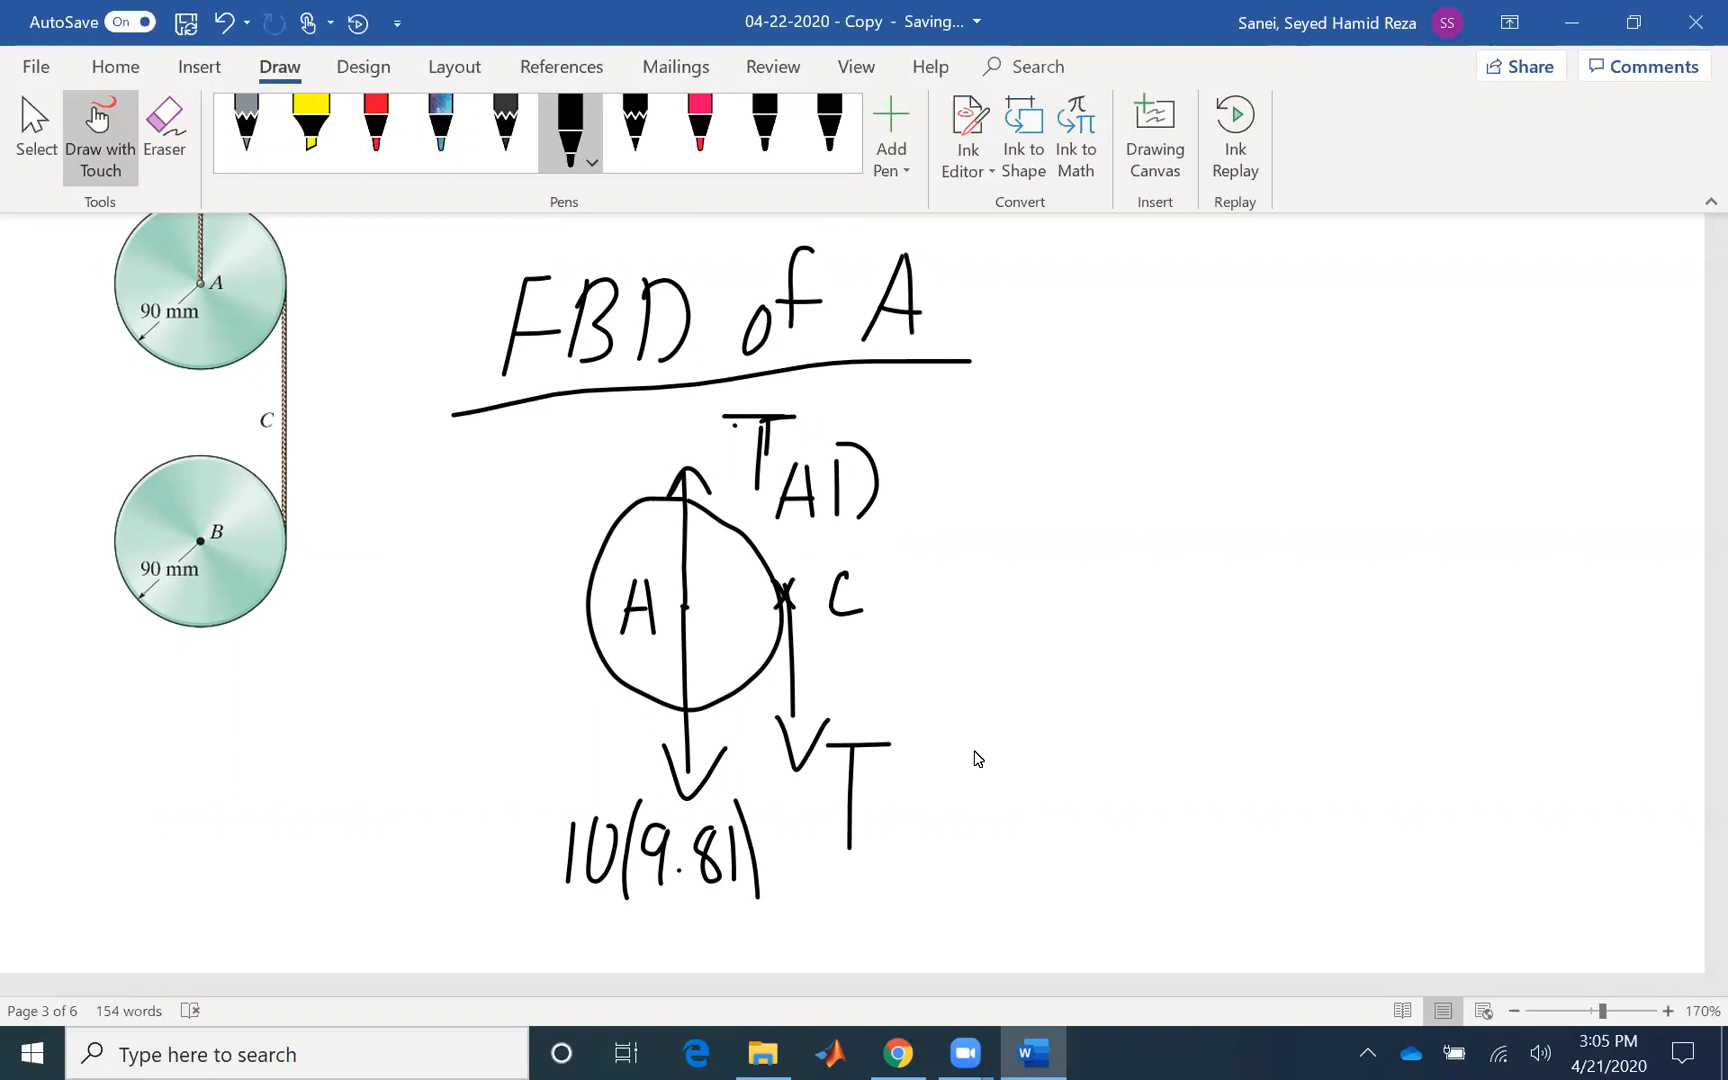 AutoSave On 04-22-2020 - Copy - Saving... Sanei, Seyed Hamid Reza SS
File Home Insert Draw Design Layout References Mailings Review View Help Search Share Comments
Select Draw with Touch Eraser Add Pen Ink Editor Ink to Shape Ink to Math Drawing Canvas Ink Replay
Tools Pens Convert Insert Replay
FBD of A
A
90 mm
C
B
90 mm
T AD
A
C
T
10(9.81)
Page 3 of 6 154 words 170%
Type here to search
3:05 PM
4/21/2020